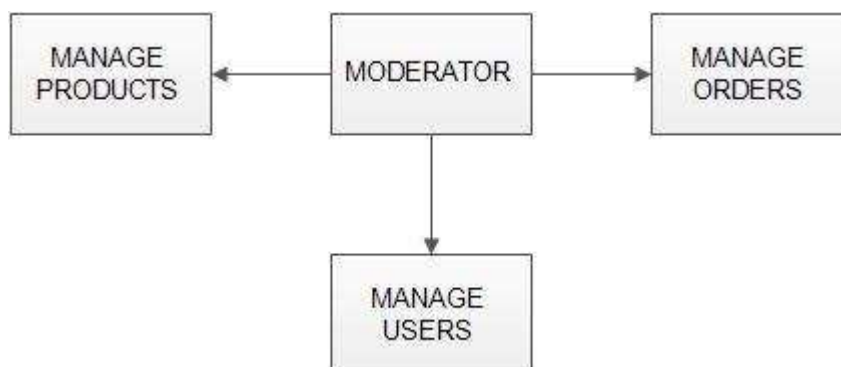 MANAGE
PRODUCTS
MODERATOR
MANAGE
ORDERS
MANAGE
USERS